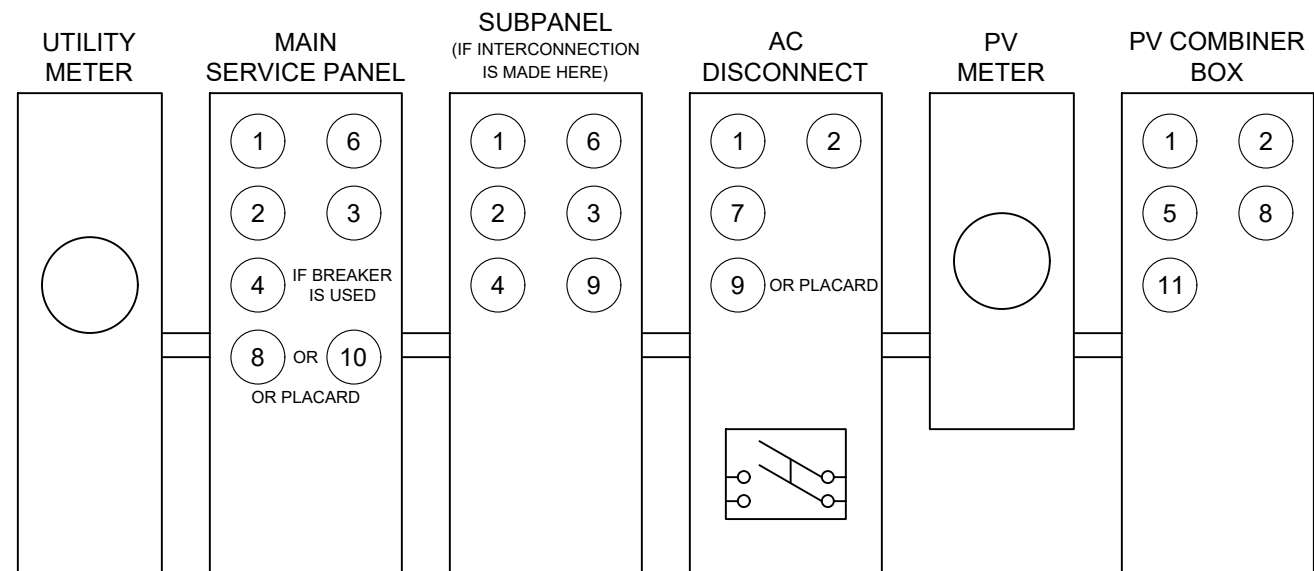 UTILITY
METER
MAIN
SERVICE PANEL
SUBPANEL
(IF INTERCONNECTION
IS MADE HERE)
AC
DISCONNECT
PV
METER
PV COMBINER
BOX
1 6
2 3
4 IF BREAKER
IS USED
8 OR 10
OR PLACARD
1 6
2 3
4 9
1 2
7
9 OR PLACARD
1 2
5 8
11